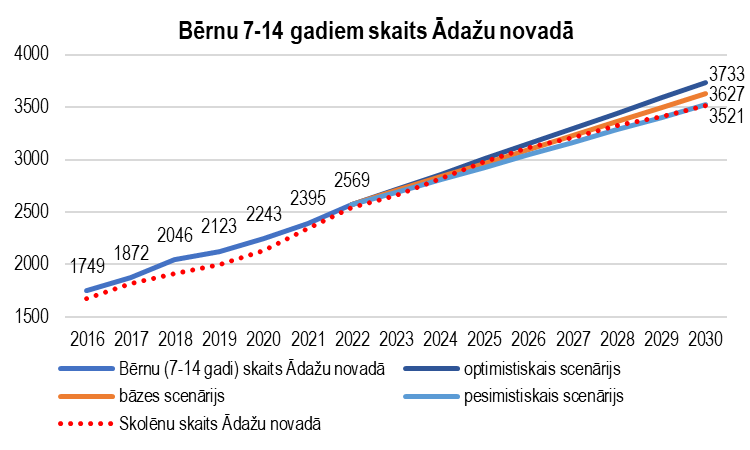 Bērnu 7-14 gadiem skaits Ādažu novadā
4000
3500
3000
2500
2000
1500
1749
1872
2046
2123
2243
2395
2569
3733
3627
3521
2016 2017 2018 2019 2020 2021 2022 2023 2024 2025 2026 2027 2028 2029 2030
Bērnu (7-14 gadi) skaits Ādažu novadā
optimistiskais scenārijs
bāzes scenārijs
pesimistiskais scenārijs
Skolēnu skaits Ādažu novadā